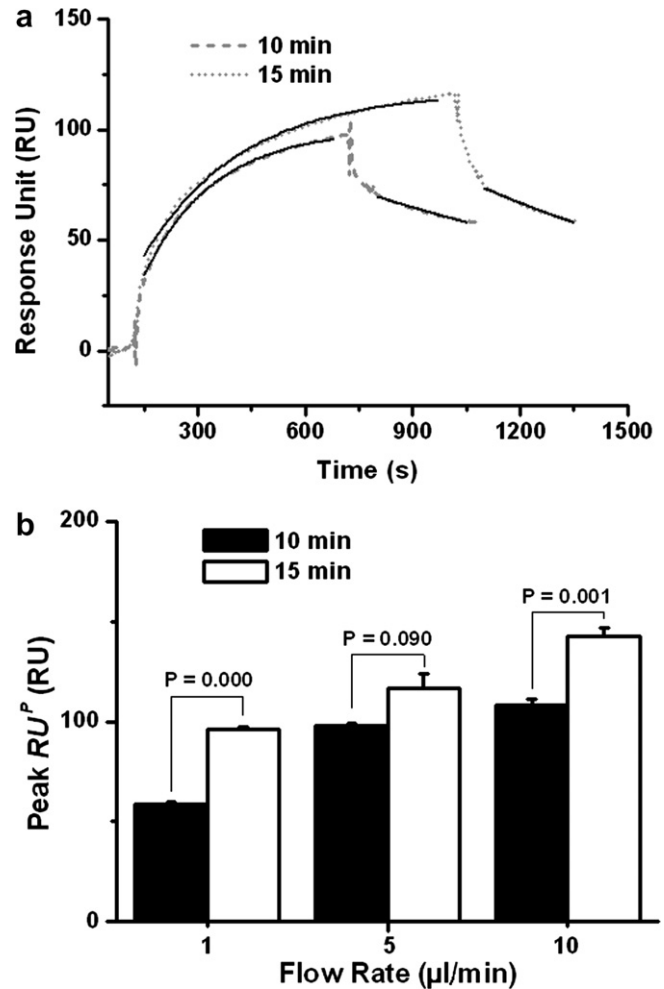 a
150
100
50
0
Response Unit (RU)
10 min
15 min
300 600 900 1200 1500
Time (s)
b
200
100
0
Peak RU^P (RU)
10 min
15 min
P = 0.000
P = 0.090
P = 0.001
1 5 10
Flow Rate (µl/min)